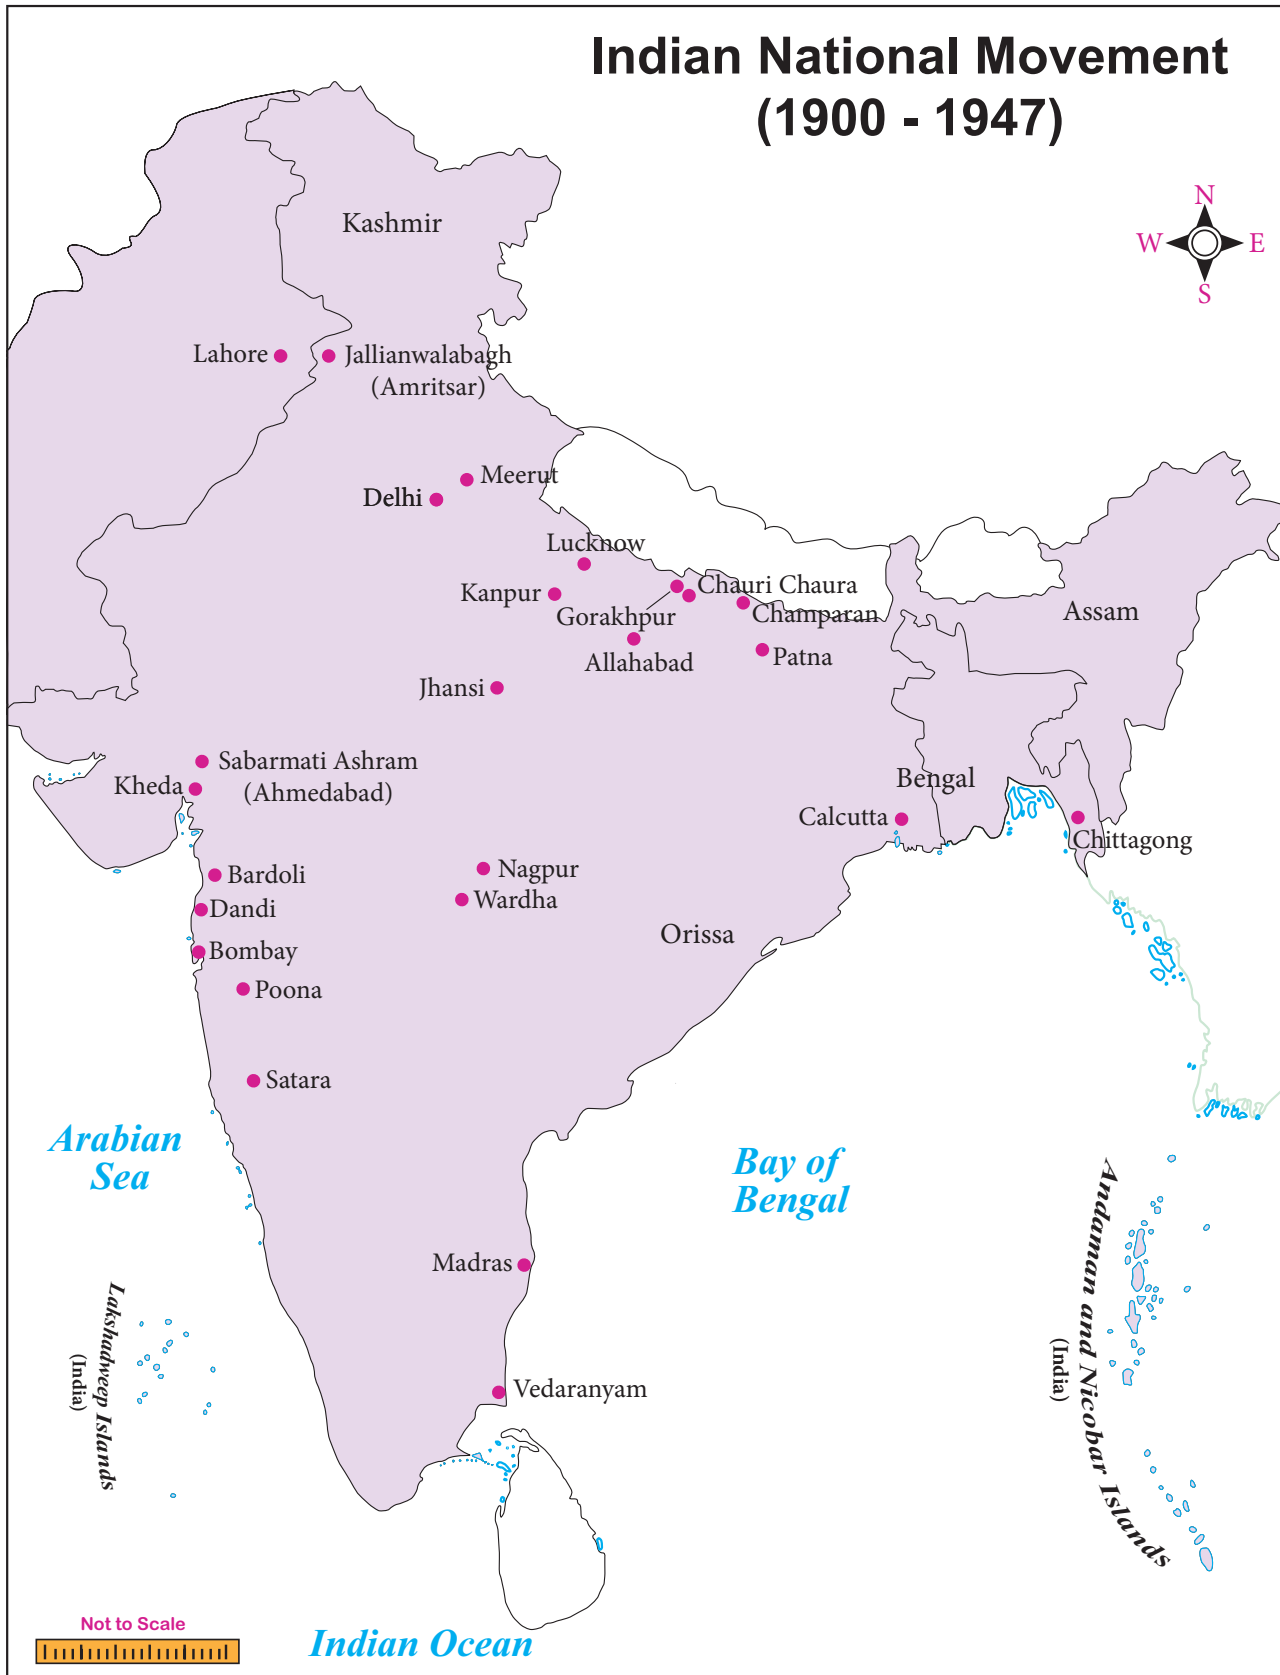 Indian National Movement
(1900 - 1947)
N
W
E
S
Kashmir
Lahore
Jallianwalabagh
(Amritsar)
Meerut
Delhi
Lucknow
Kanpur
Chauri Chaura
Gorakhpur
Champaran
Assam
Allahabad
Patna
Jhansi
Sabarmati Ashram
(Ahmedabad)
Kheda
Bengal
Calcutta
Chittagong
Nagpur
Bardoli
Wardha
Dandi
Orissa
Bombay
Poona
Satara
Arabian
Sea
Bay of
Bengal
Madras
Lakshadweep Islands
(India)
Andaman and Nicobar Islands
(India)
Vedaranyam
Not to Scale
Indian Ocean